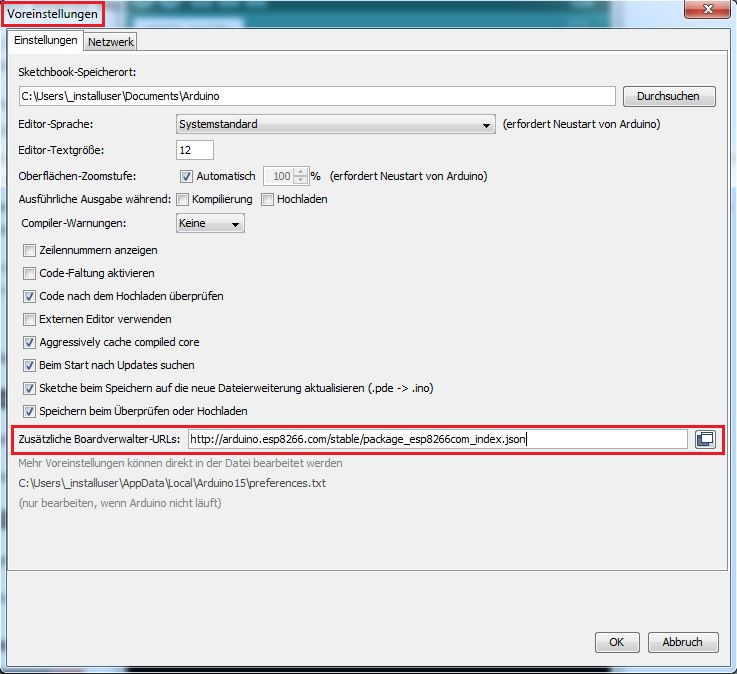 Voreinstellungen
Einstellungen Netzwerk
Sketchbook-Speicherort:
C:\Users\_installuser\Documents\Arduino Durchsuchen
Editor-Sprache: Systemstandard (erfordert Neustart von Arduino)
Editor-Textgröße: 12
Oberflächen-Zoomstufe: Automatisch 100 % (erfordert Neustart von Arduino)
Ausführliche Ausgabe während: Kompilierung Hochladen
Compiler-Warnungen: Keine
Zeilennummern anzeigen
Code-Faltung aktivieren
Code nach dem Hochladen überprüfen
Externen Editor verwenden
Aggressively cache compiled core
Beim Start nach Updates suchen
Sketche beim Speichern auf die neue Dateierweiterung aktualisieren (.pde -> .ino)
Speichern beim Überprüfen oder Hochladen
Zusätzliche Boardverwalter-URLs: http://arduino.esp8266.com/stable/package_esp8266com_index.json
Mehr Voreinstellungen können direkt in der Datei bearbeitet werden
C:\Users\_installuser\AppData\Local\Arduino15\preferences.txt
(nur bearbeiten, wenn Arduino nicht läuft)
OK Abbruch